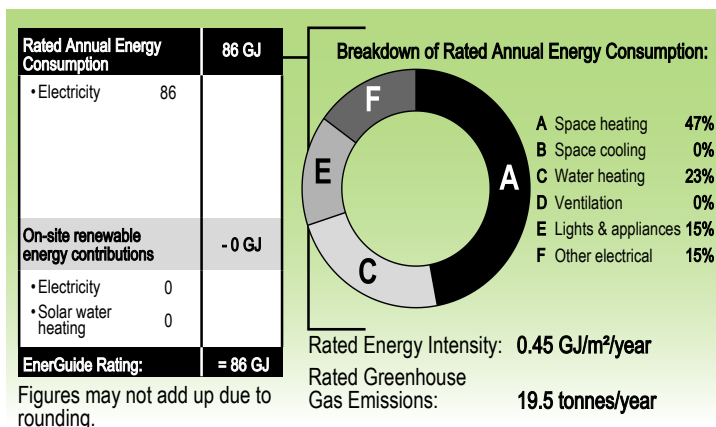 Rated Annual Energy
Consumption
86 GJ
• Electricity 86
On-site renewable
energy contributions
- 0 GJ
• Electricity 0
• Solar water
heating 0
EnerGuide Rating: = 86 GJ
Figures may not add up due to
rounding.
Breakdown of Rated Annual Energy Consumption:
F
E
A
C
A Space heating 47%
B Space cooling 0%
C Water heating 23%
D Ventilation 0%
E Lights & appliances 15%
F Other electrical 15%
Rated Energy Intensity: 0.45 GJ/m²/year
Rated Greenhouse
Gas Emissions: 19.5 tonnes/year